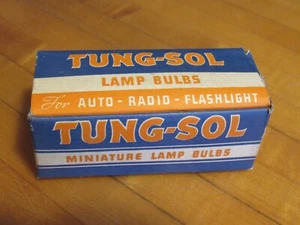 TUNG-SOL
LAMP BULBS
For AUTO - RADIO - FLASHLIGHT
TUNG-SOL
MINIATURE LAMP BULBS